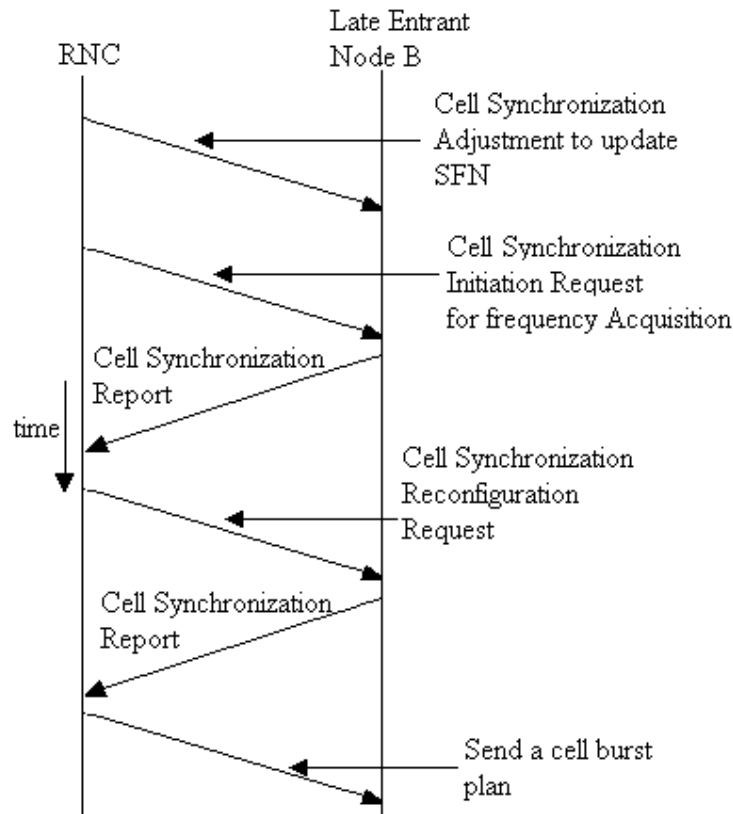 Late Entrant
RNC
Node B
Cell Synchronization
Adjustment to update
SFN
Cell Synchronization
Initiation Request
for frequency Acquisition
Cell Synchronization
Report
time
Cell Synchronization
Reconfiguration
Request
Cell Synchronization
Report
Send a cell burst
plan